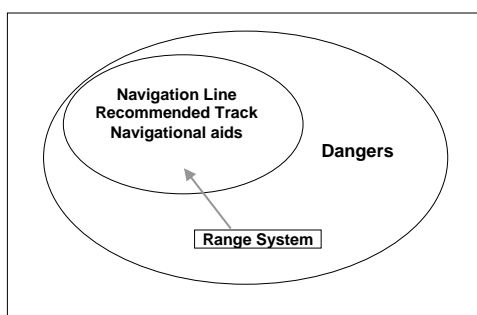 Navigation Line
Recommended Track
Navigational aids
Dangers
Range System